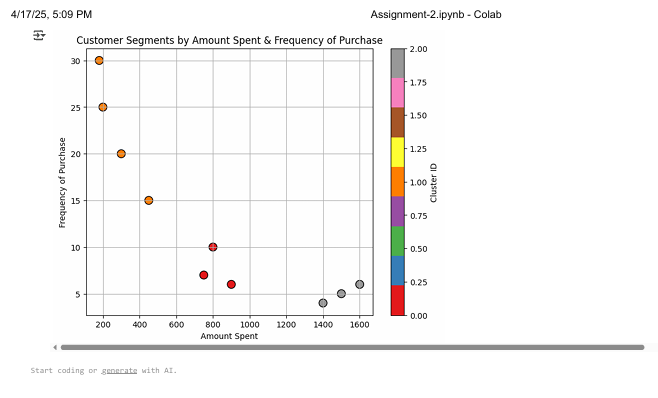 4/17/25, 5:09 PM Assignment-2.ipynb - Colab
Customer Segments by Amount Spent & Frequency of Purchase
30
25
20
15
10
5
Frequency of Purchase
200 400 600 800 1000 1200 1400 1600
Amount Spent
2.00
1.75
1.50
1.25
1.00
0.75
0.50
0.25
0.00
Cluster ID
Start coding or generate with AI.